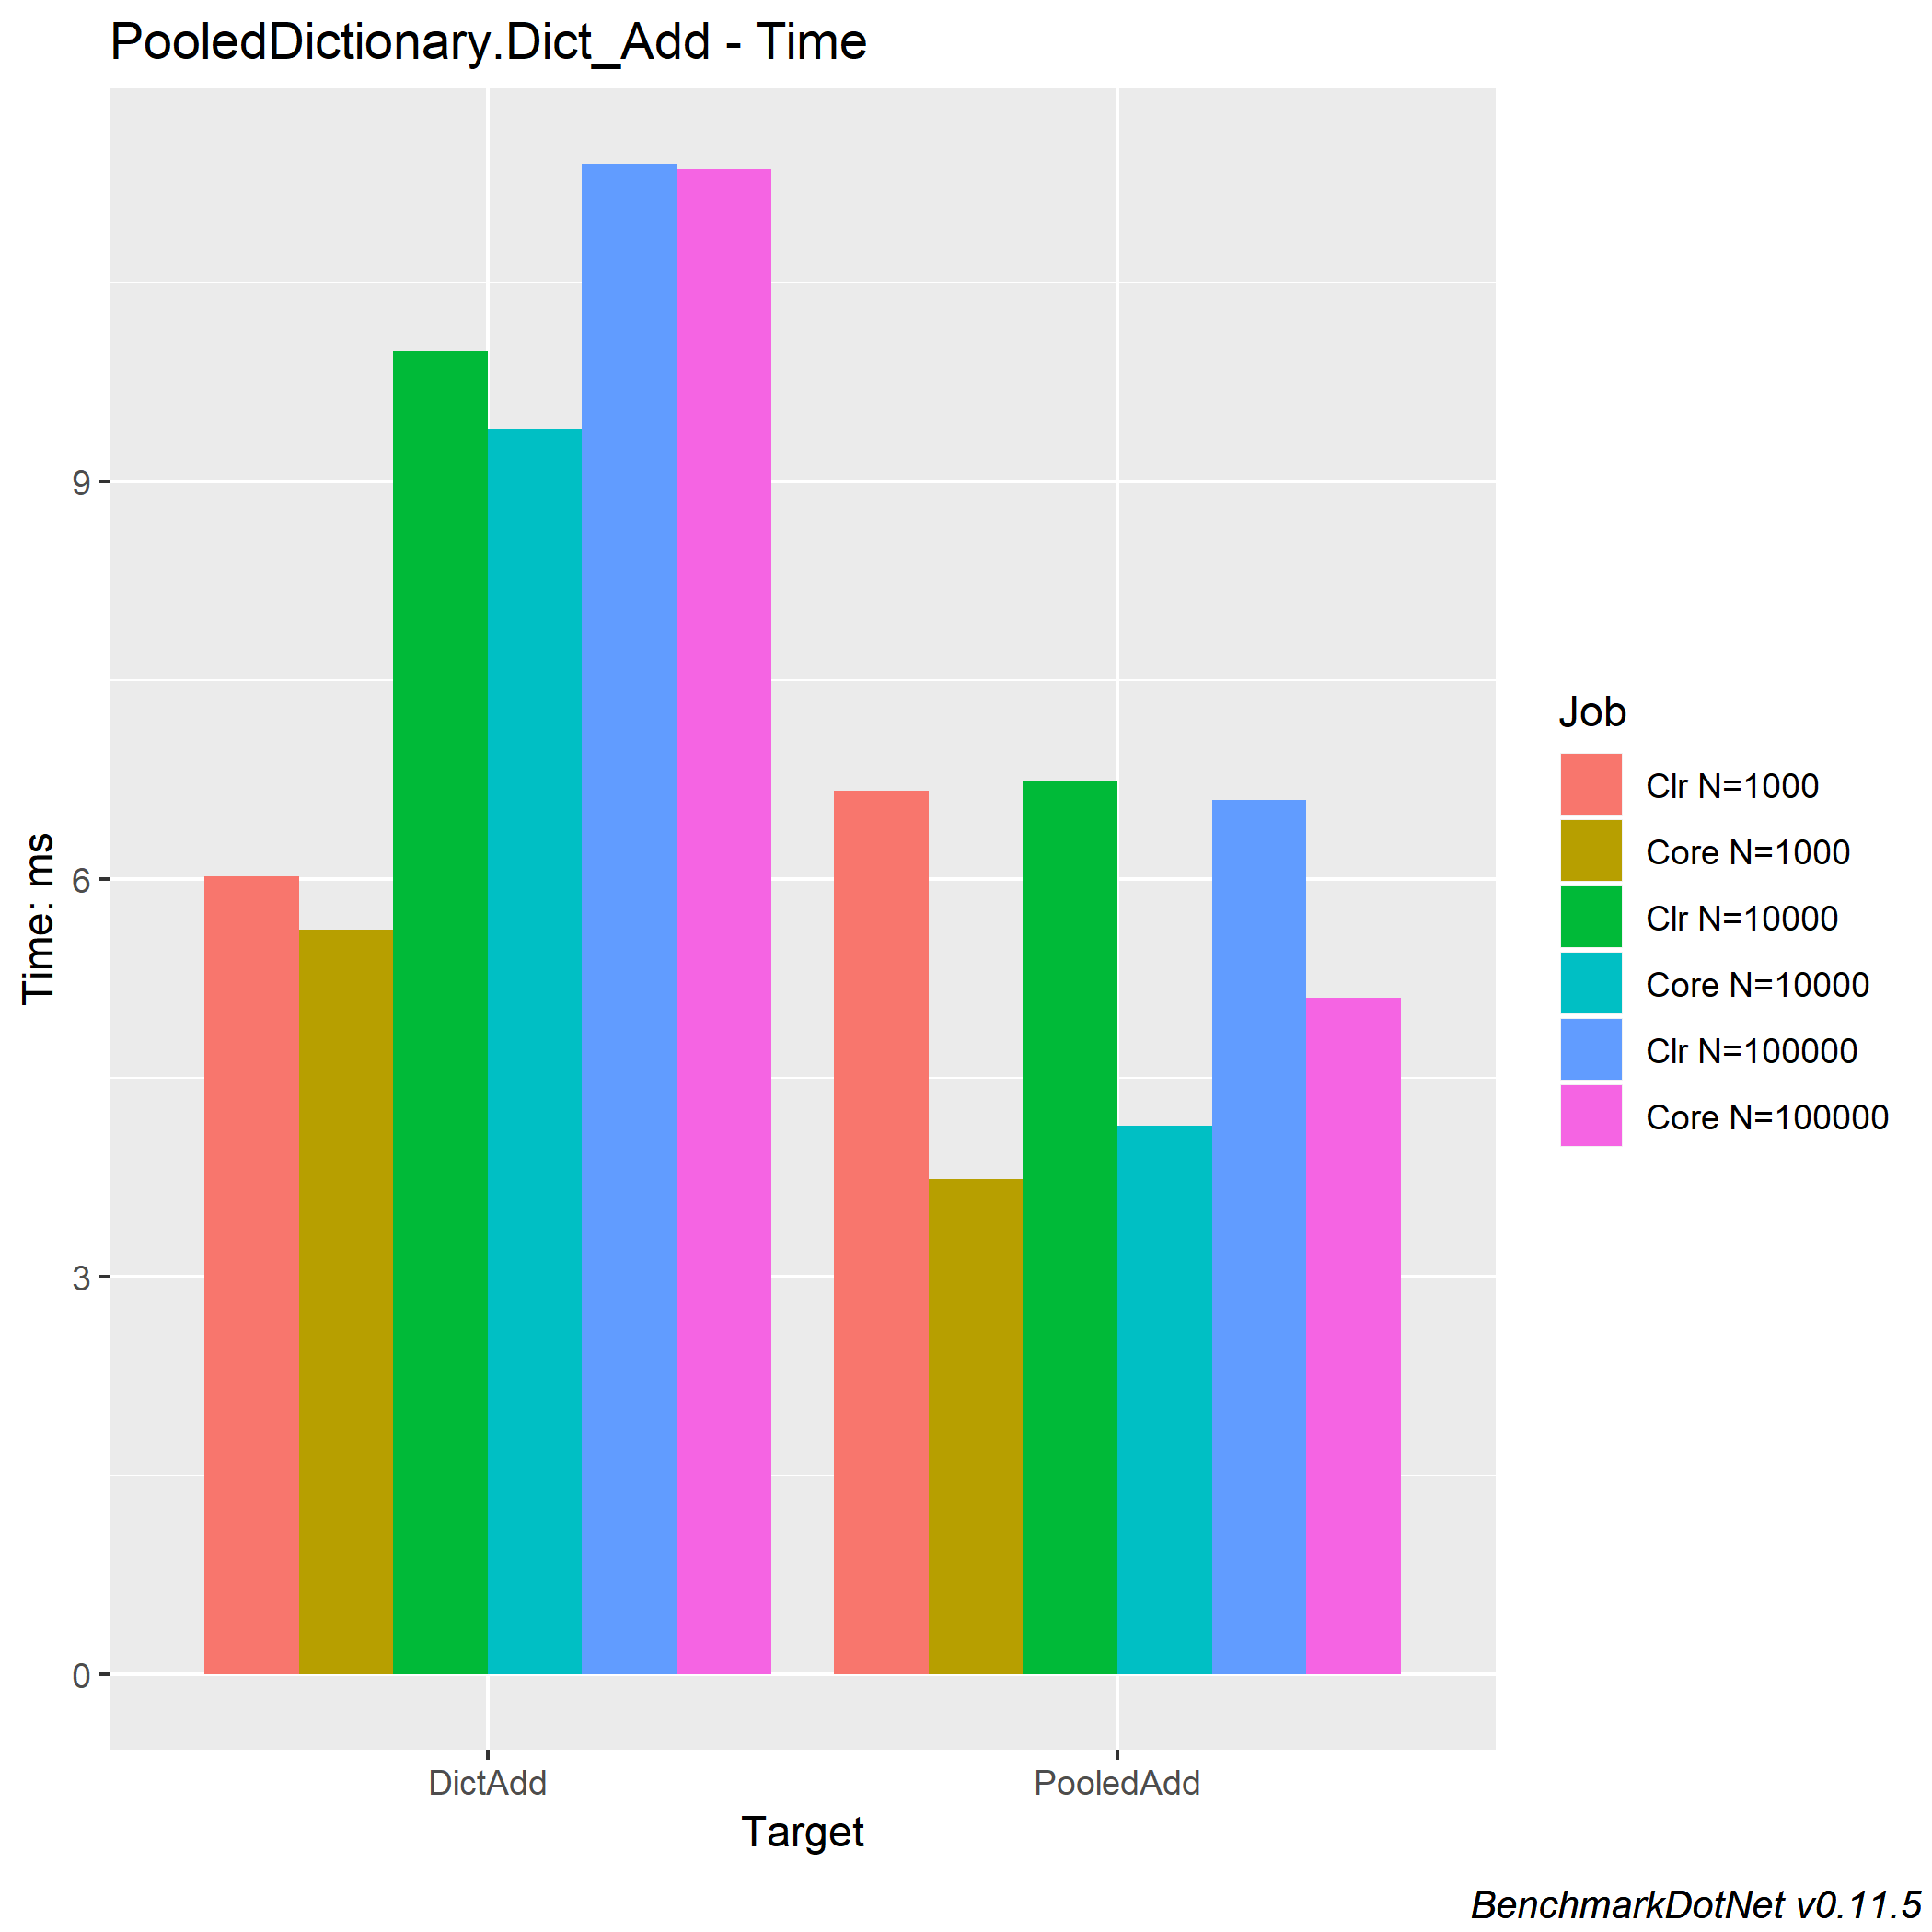 PooledDictionary.Dict_Add - Time
Time: ms
9
6
3
0
DictAdd
PooledAdd
Target
Job
Clr N=1000
Core N=1000
Clr N=10000
Core N=10000
Clr N=100000
Core N=100000
BenchmarkDotNet v0.11.5